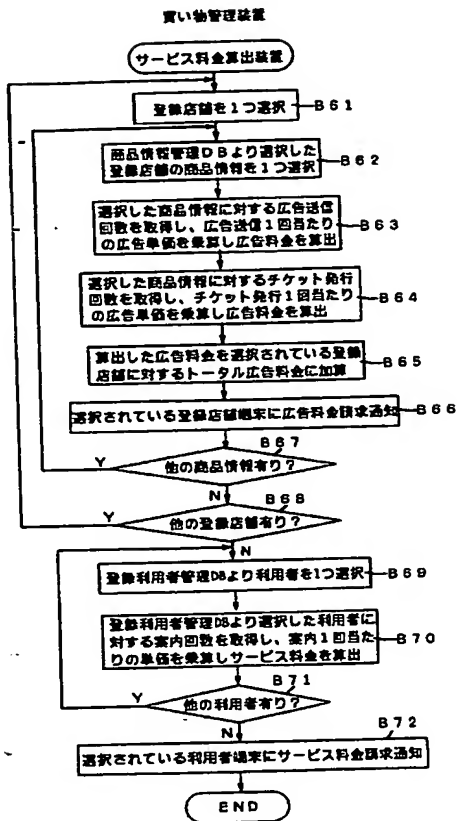 買い物管理装置
サービス料金算出装置
登録店舗を1つ選択
B61
商品情報管理DBより選択した
登録店舗の商品情報を1つ選択
B62
選択した商品情報に対する広告送信
回数を取得し、広告送信1回当たり
の広告単価を乗算し広告料金を算出
B63
選択した商品情報に対するチケット発行
回数を取得し、チケット発行1回当たり
の広告単価を乗算し広告料金を算出
B64
算出した広告料金を選択されている登録
店舗に対するトータル広告料金に加算
B65
選択されている登録店舗端末に広告料金請求通知
B66
B67
Y
他の商品情報有り?
N
B68
Y
他の登録店舗有り?
N
登録利用者管理DBより利用者を1つ選択
B69
登録利用者管理DBより選択した利用者に
対する案内回数を取得し、案内1回当た
りの単価を乗算しサービス料金を算出
B70
B71
Y
他の利用者有り?
N
B72
選択されている利用者端末にサービス料金請求通知
END